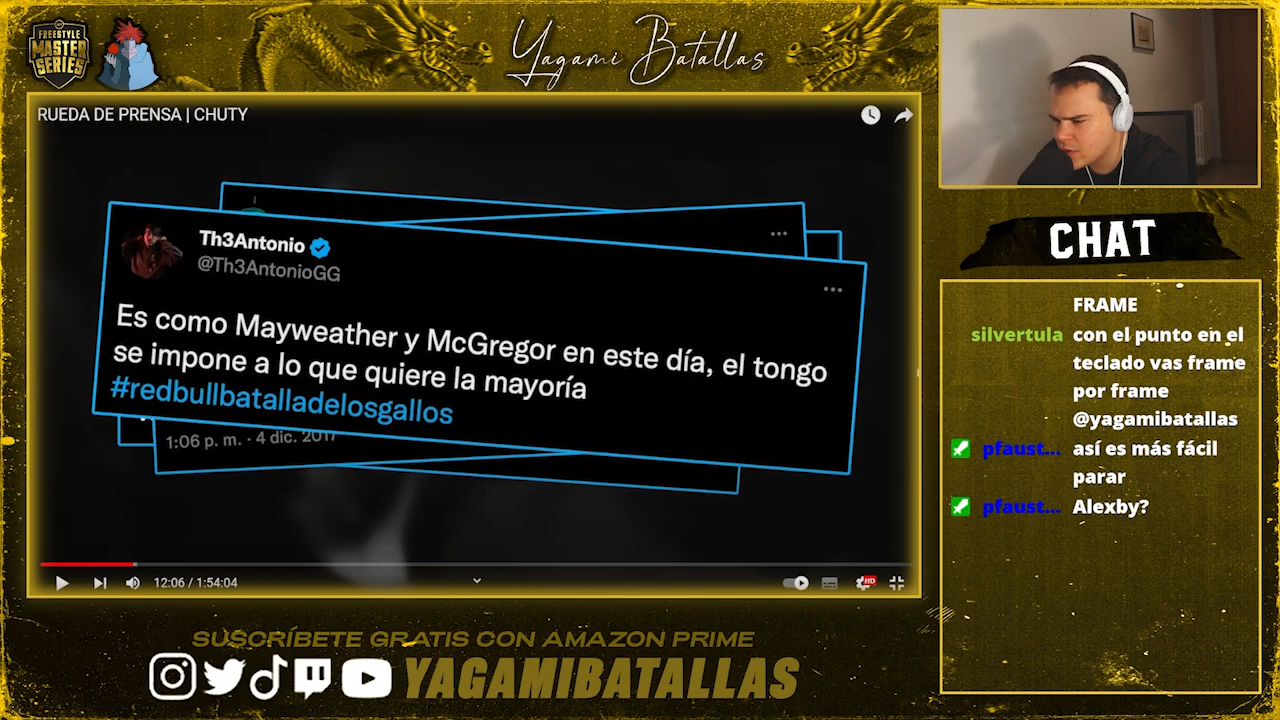 FREESTYLE
MASTER
SERIES
Yagami Batallas
RUEDA DE PRENSA | CHUTY
Th3Antonio
@Th3AntonioGG
Es como Mayweather y McGregor en este día, el tongo
se impone a lo que quiere la mayoría
#redbullbatalladelosgallos
1:06 p. m. · 4 dic. 2017
12:06 / 1:54:04
HD
CHAT
FRAME
silvertula con el punto en el
teclado vas frame
por frame
@yagamibatallas
pfaust... así es más fácil
parar
pfaust... Alexby?
SUSCRÍBETE GRATIS CON AMAZON PRIME
YAGAMIBATALLAS